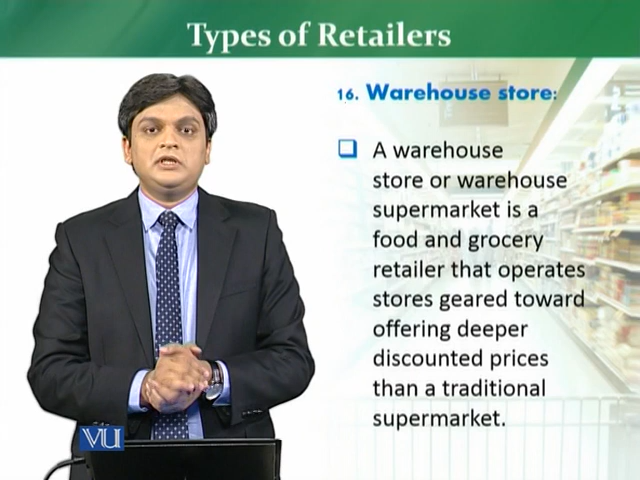 Types of Retailers
16. Warehouse store:
A warehouse
store or warehouse
supermarket is a
food and grocery
retailer that operates
stores geared toward
offering deeper
discounted prices
than a traditional
supermarket.
VU